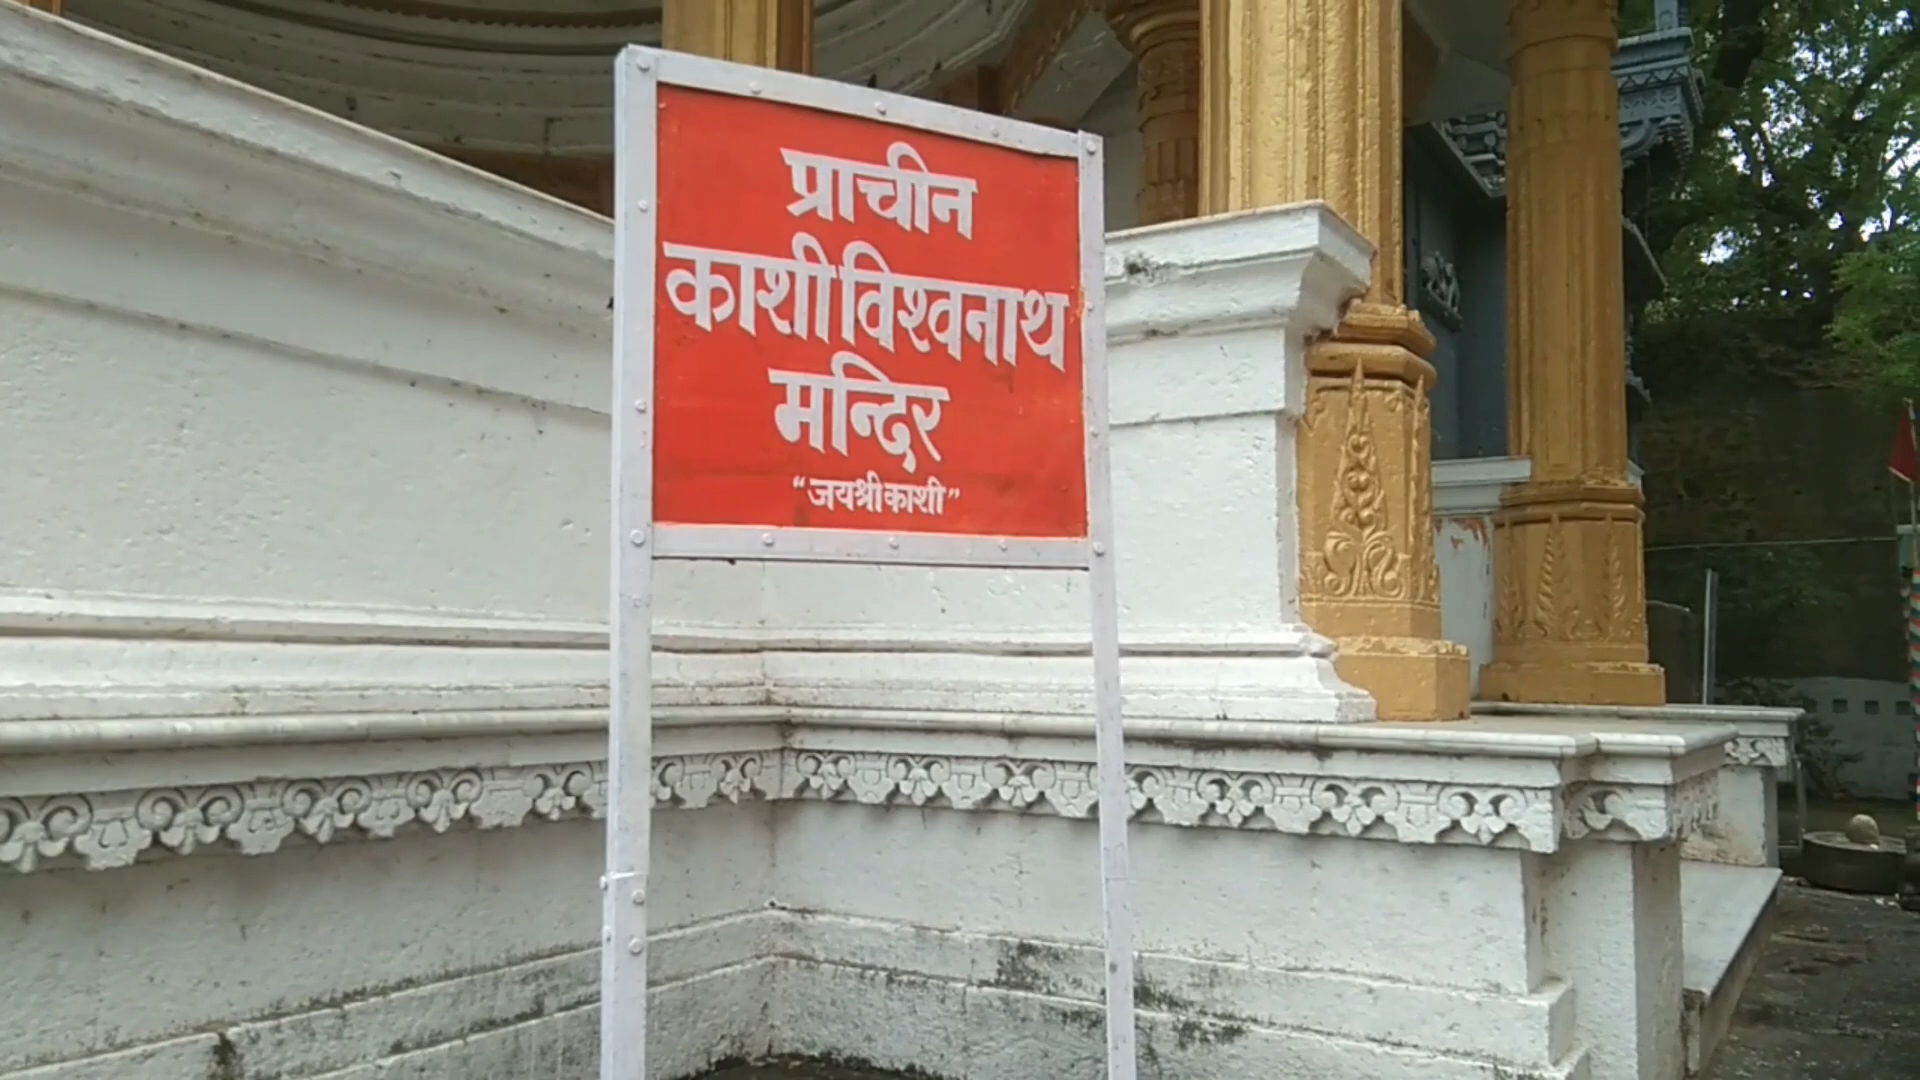 प्राचीन
काशी विश्वनाथ
मन्दिर
“जयश्री काशी”